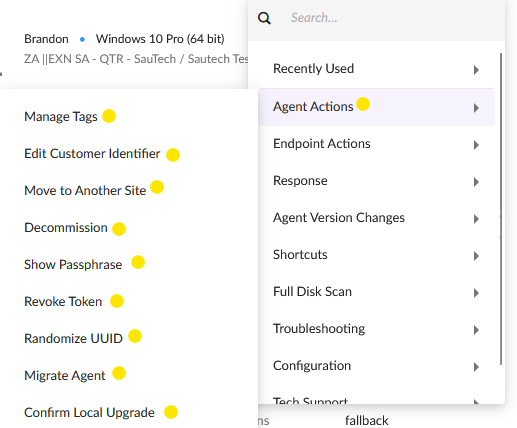 Brandon • Windows 10 Pro (64 bit)
ZA ||EXN SA - QTR - SauTech / Sautech Tes
Manage Tags
Edit Customer Identifier
Move to Another Site
Decommission
Show Passphrase
Revoke Token
Randomize UUID
Migrate Agent
Confirm Local Upgrade
Search...
Recently Used
Agent Actions
Endpoint Actions
Response
Agent Version Changes
Shortcuts
Full Disk Scan
Troubleshooting
Configuration
Tech Support
ns
fallback